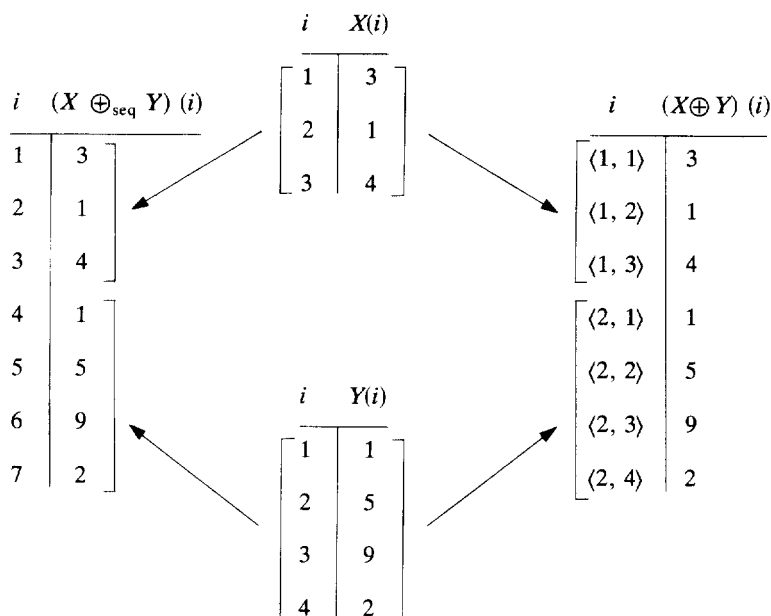 i X(i)
1 3
2 1
3 4
i (X ⊕seq Y) (i)
1 3
2 1
3 4
4 1
5 5
6 9
7 2
i (X⊕ Y) (i)
⟨1, 1⟩ 3
⟨1, 2⟩ 1
⟨1, 3⟩ 4
⟨2, 1⟩ 1
⟨2, 2⟩ 5
⟨2, 3⟩ 9
⟨2, 4⟩ 2
i Y(i)
1 1
2 5
3 9
4 2